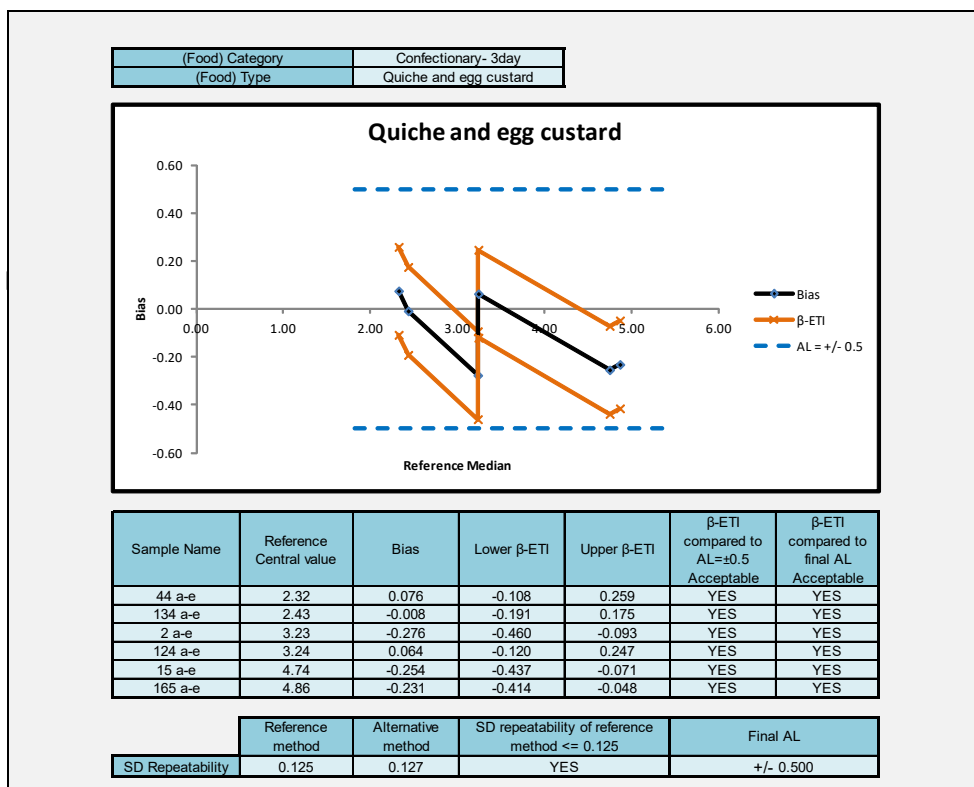 (Food) Category Confectionary- 3day
(Food) Type Quiche and egg custard
Quiche and egg custard
0.60
0.40
0.20
0.00
-0.20
-0.40
-0.60
0.00 1.00 2.00 3.00 4.00 5.00 6.00
Bias
Reference Median
Bias
β-ETI
AL = +/- 0.5
Sample Name Reference Central value Bias Lower β-ETI Upper β-ETI β-ETI compared to AL=±0.5 Acceptable β-ETI compared to final AL Acceptable
44 a-e 2.32 0.076 -0.108 0.259 YES YES
134 a-e 2.43 -0.008 -0.191 0.175 YES YES
2 a-e 3.23 -0.276 -0.460 -0.093 YES YES
124 a-e 3.24 0.064 -0.120 0.247 YES YES
15 a-e 4.74 -0.254 -0.437 -0.071 YES YES
165 a-e 4.86 -0.231 -0.414 -0.048 YES YES
Reference method Alternative method SD repeatability of reference method <= 0.125 Final AL
SD Repeatability 0.125 0.127 YES +/- 0.500